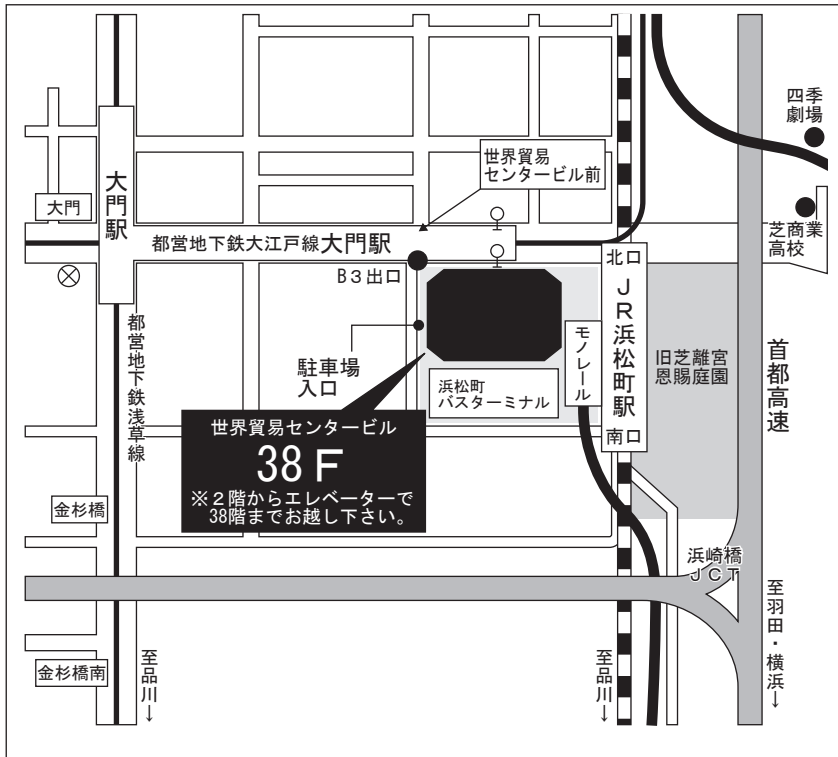 四季
劇場
世界貿易
センタービル前
大門駅
大門
芝商業
高校
都営地下鉄大江戸線大門駅
北口
B3出口
JR浜松町駅
モノレール
都営地下鉄浅草線
旧芝離宮
恩賜庭園
首都高速
駐車場
入口
浜松町
バスターミナル
世界貿易センタービル
38F
※2階からエレベーターで
38階までお越し下さい。
南口
金杉橋
浜崎橋
JCT
至羽田・横浜→
金杉橋南
至品川→
至品川→